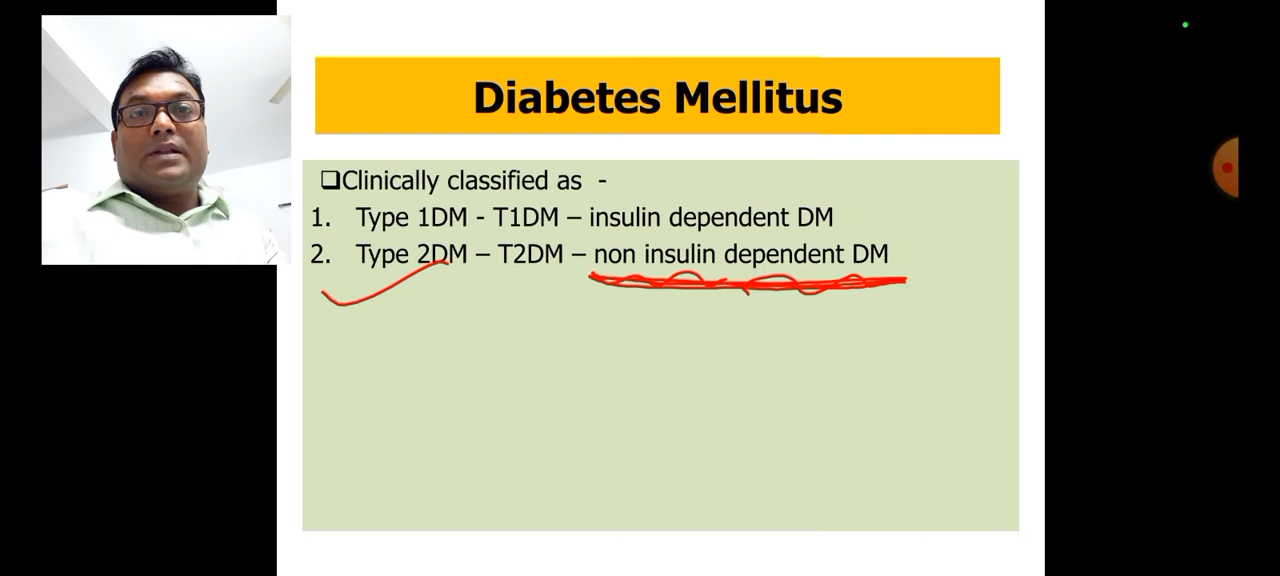 Diabetes Mellitus
❑Clinically classified as -
1. Type 1DM - T1DM – insulin dependent DM
2. Type 2DM – T2DM – non insulin dependent DM